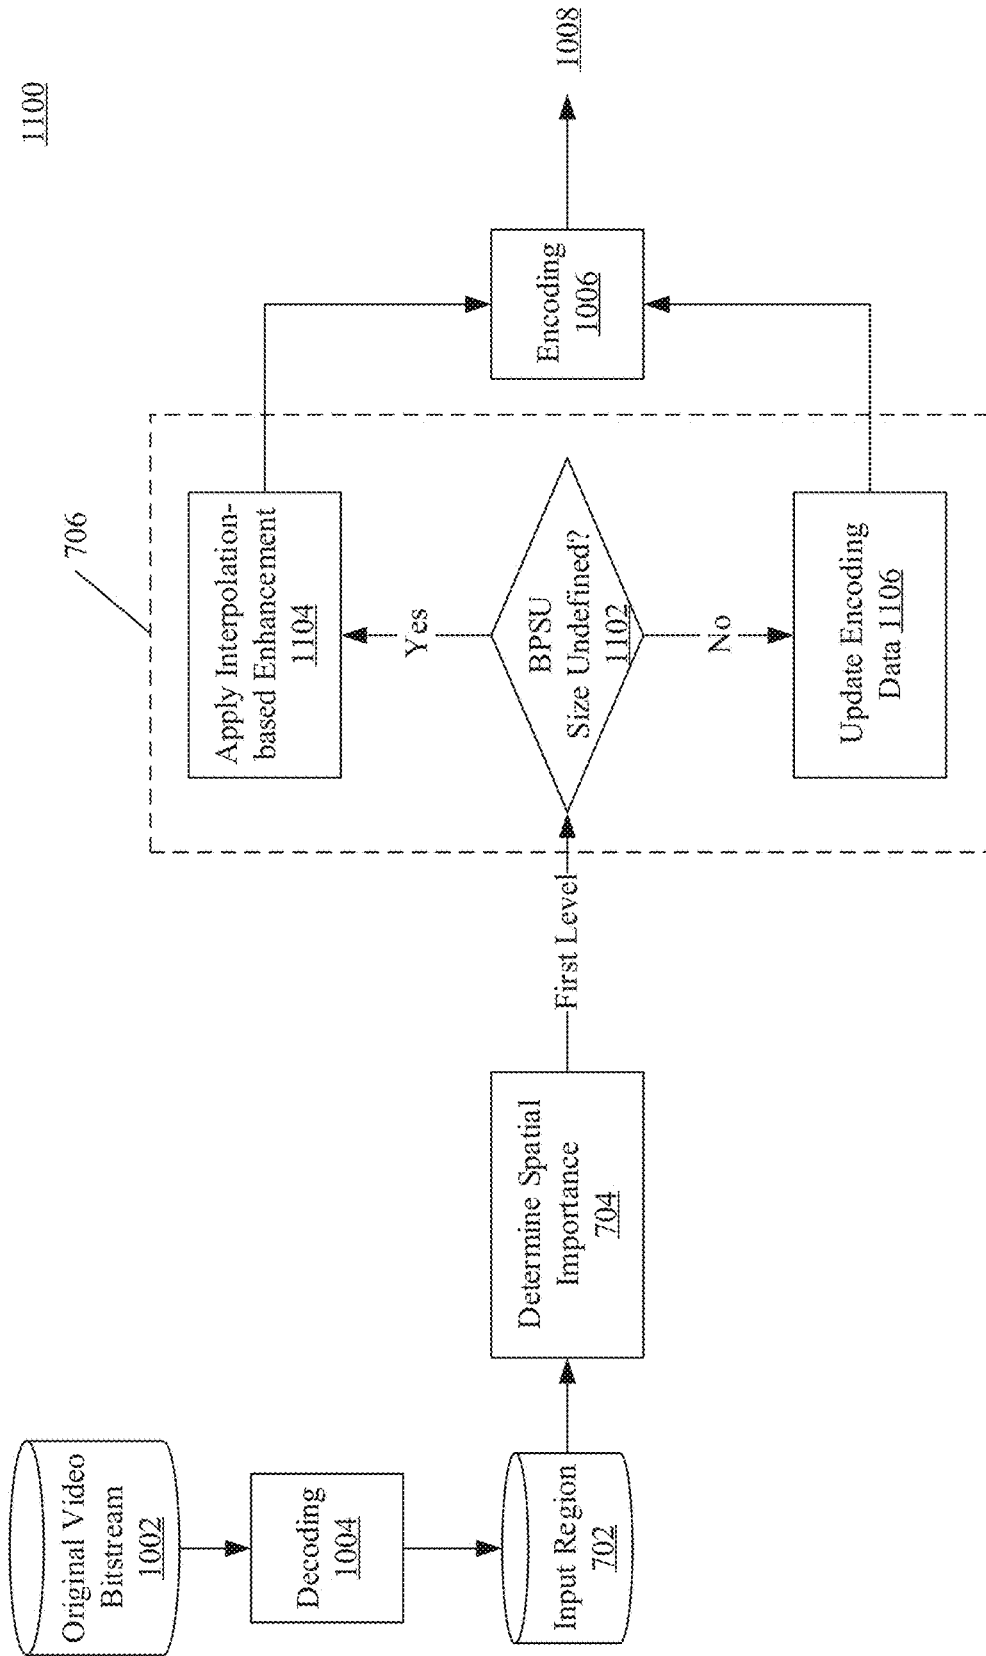 1100
Original Video
Bitstream
1002
Decoding
1004
Input Region
702
Determine Spatial
Importance
704
First Level
706
Apply Interpolation-
based Enhancement
1104
Yes
BPSU
Size Undefined?
1102
No
Update Encoding
Data 1106
Encoding
1006
1008